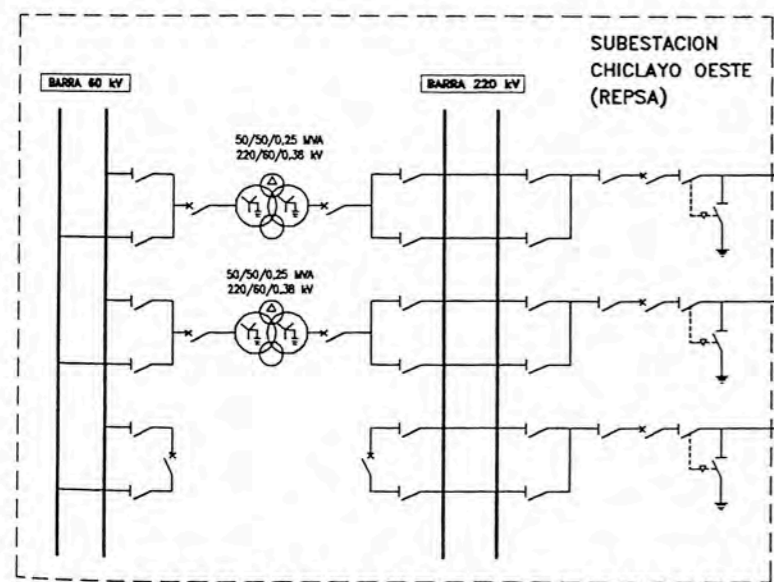 SUBESTACION
CHICLAYO OESTE
(REPSA)
BARRA 60 kV
BARRA 220 kV
50/50/0,25 MVA
220/60/0,38 kV
50/50/0,25 MVA
220/60/0,38 kV